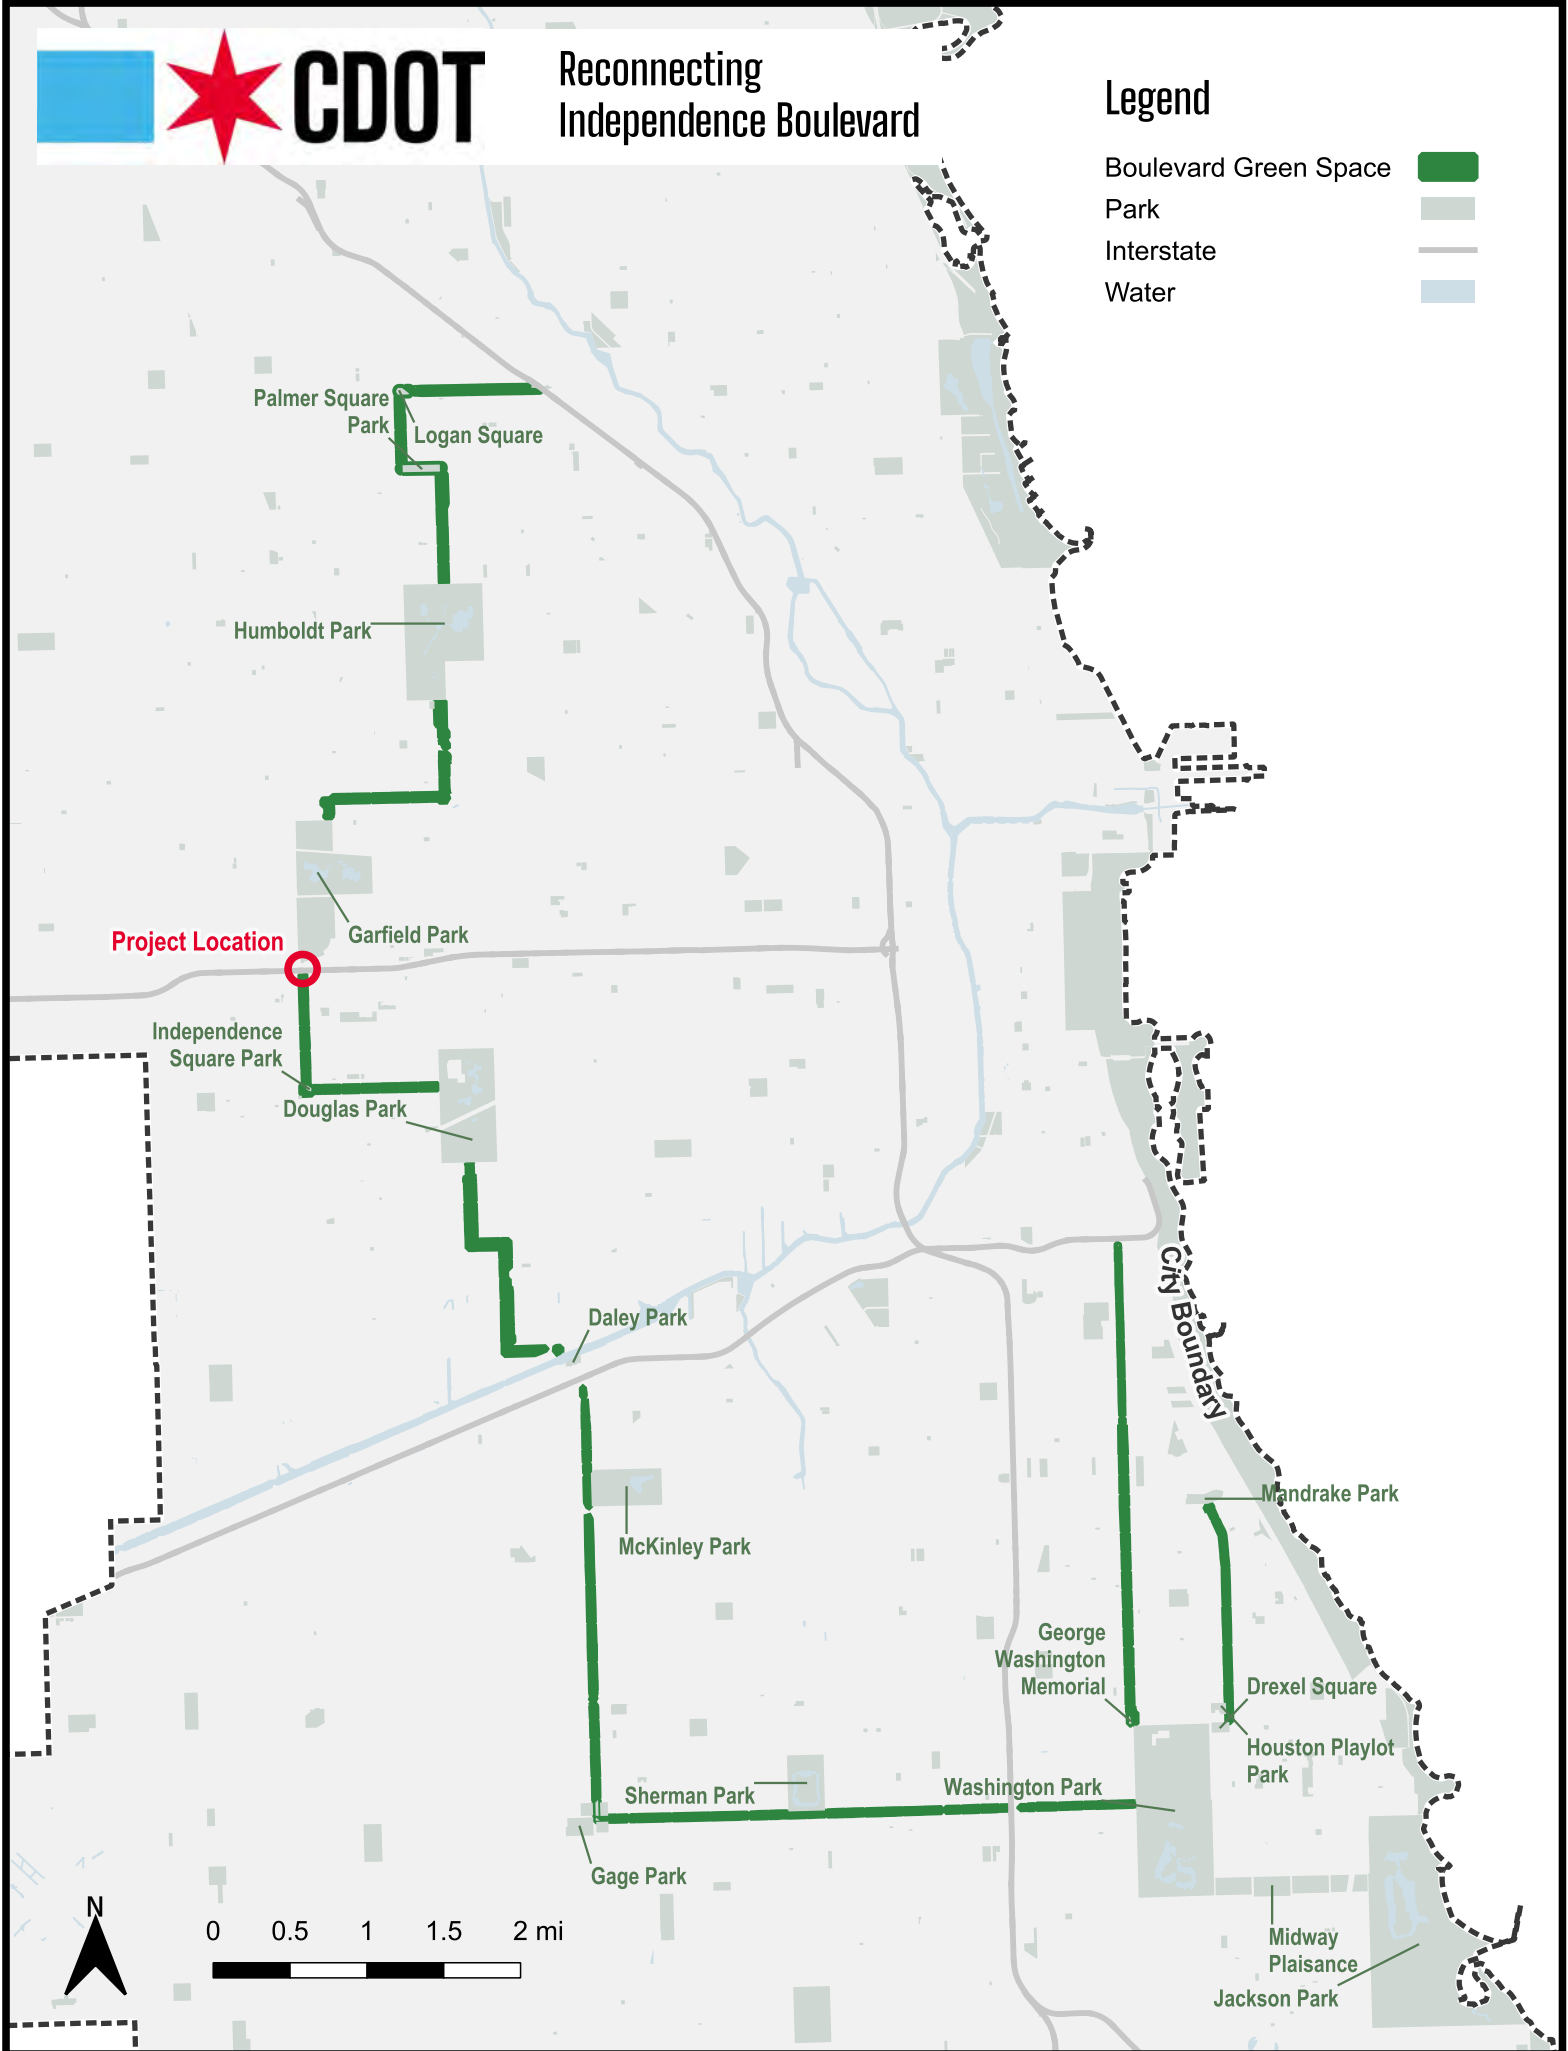 CDOT
Reconnecting
Independence Boulevard
Legend
Boulevard Green Space
Park
Interstate
Water
Palmer Square
Park
Logan Square
Humboldt Park
Garfield Park
Project Location
Independence
Square Park
Douglas Park
Daley Park
City Boundary
McKinley Park
Mandrake Park
George
Washington
Memorial
Drexel Square
Houston Playlot
Park
Sherman Park
Washington Park
Gage Park
Midway
Plaisance
Jackson Park
N
0 0.5 1 1.5 2 mi